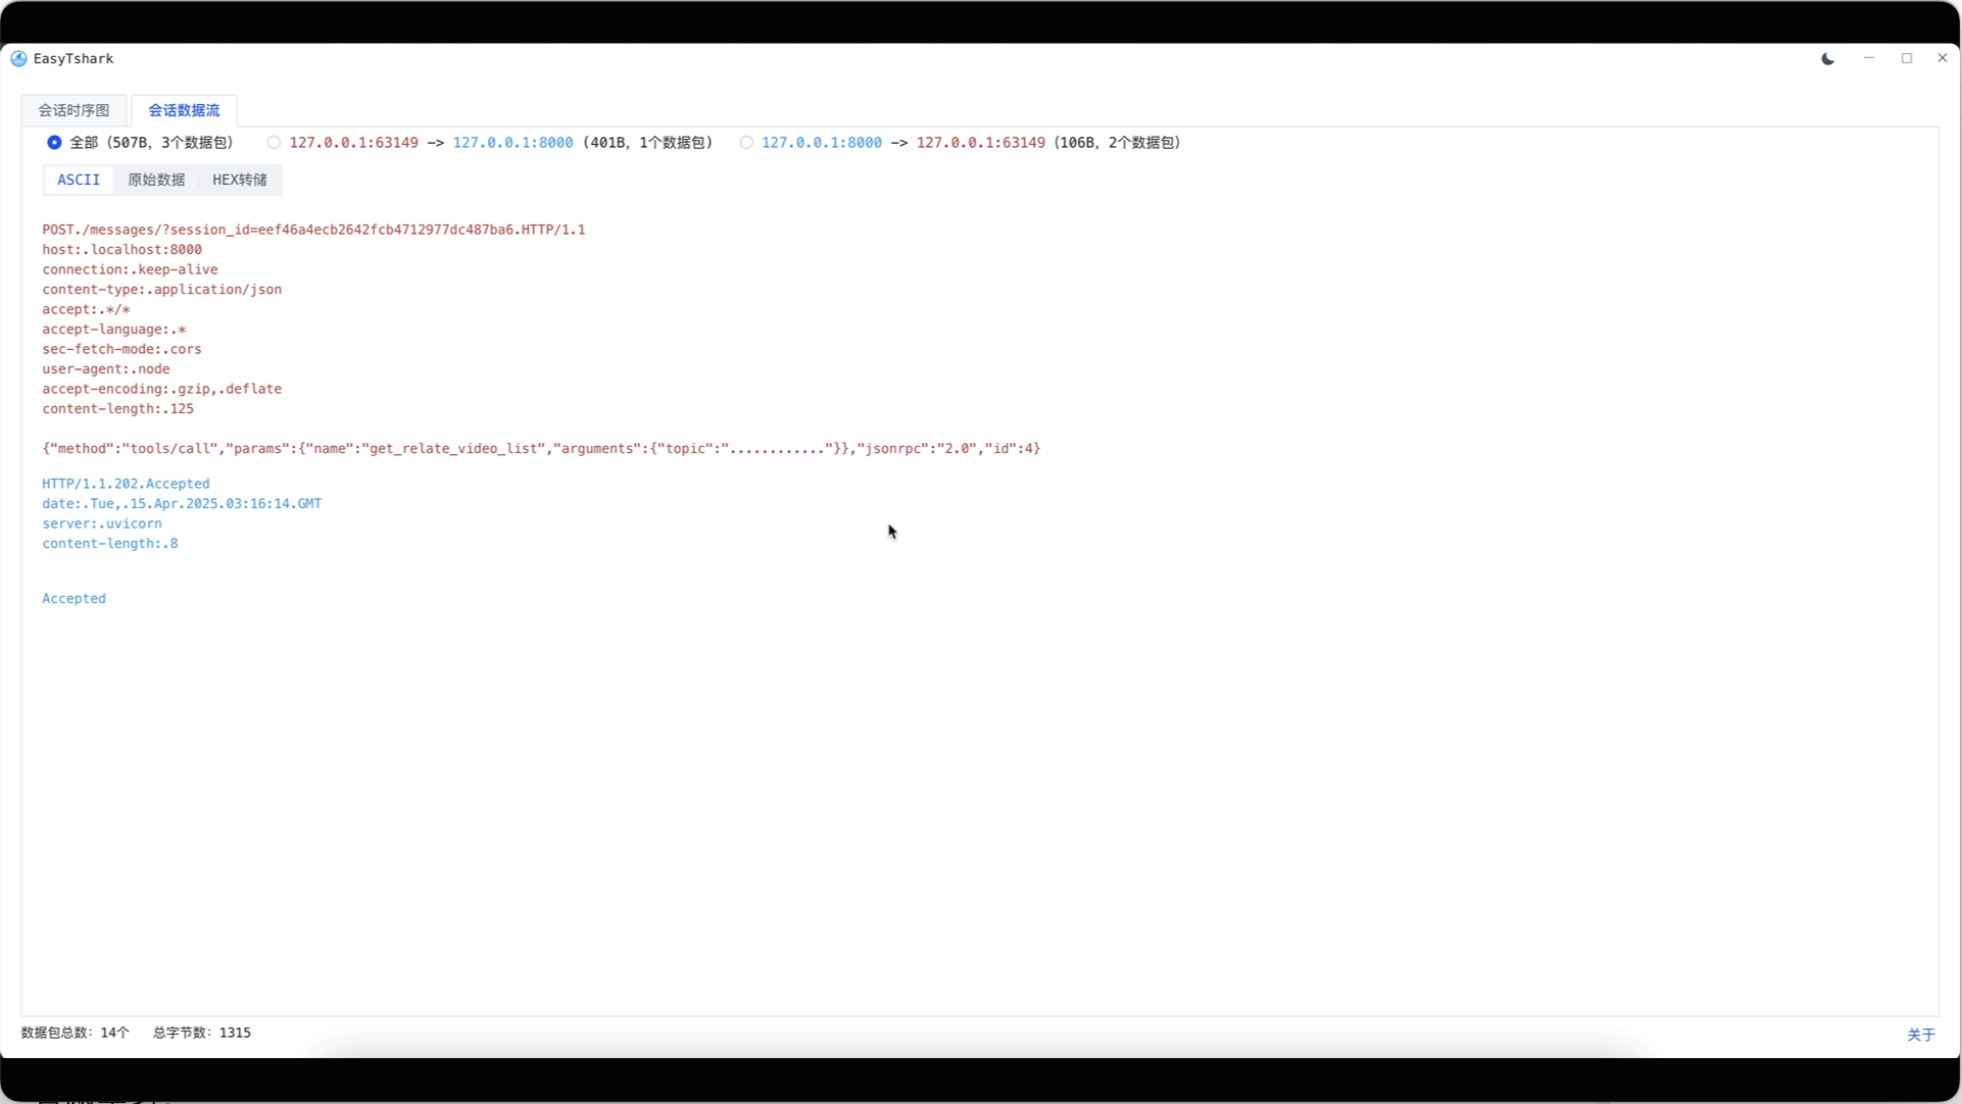 EasyTshark
会话时序图 会话数据流
全部（507B，3个数据包） 127.0.0.1:63149 -> 127.0.0.1:8000 (401B，1个数据包) 127.0.0.1:8000 -> 127.0.0.1:63149 (106B，2个数据包)
ASCII 原始数据 HEX转储
POST./messages/?session_id=eef46a4ecb2642fcb4712977dc487ba6.HTTP/1.1
host:.localhost:8000
connection:.keep-alive
content-type:.application/json
accept:.*/*
accept-language:.*
sec-fetch-mode:.cors
user-agent:.node
accept-encoding:.gzip,.deflate
content-length:.125
{"method":"tools/call","params":{"name":"get_relate_video_list","arguments":{"topic":"............"}},"jsonrpc":"2.0","id":4}
HTTP/1.1.202.Accepted
date:.Tue,.15.Apr.2025.03:16:14.GMT
server:.uvicorn
content-length:.8
Accepted
数据包总数：14个 总字节数：1315 关于